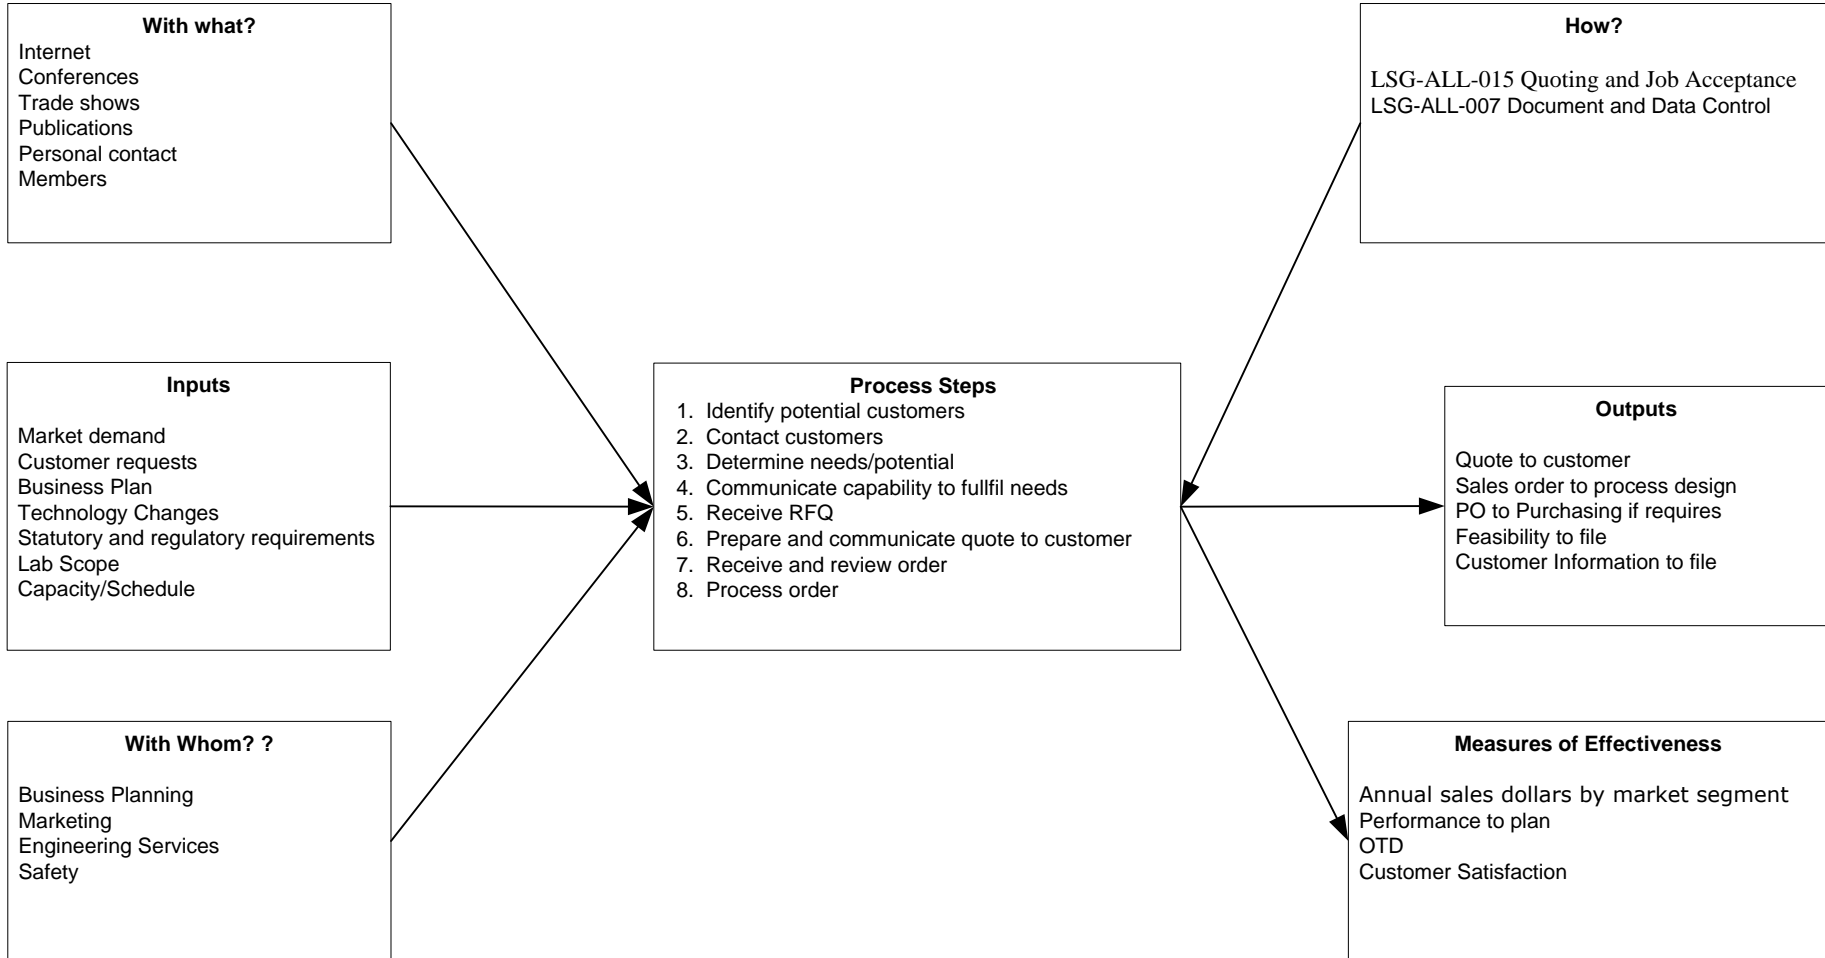 With what?
Internet
Conferences
Trade shows
Publications
Personal contact
Members
How?
LSG-ALL-015 Quoting and Job Acceptance
LSG-ALL-007 Document and Data Control
Inputs
Market demand
Customer requests
Business Plan
Technology Changes
Statutory and regulatory requirements
Lab Scope
Capacity/Schedule
Process Steps
1. Identify potential customers
2. Contact customers
3. Determine needs/potential
4. Communicate capability to fullfil needs
5. Receive RFQ
6. Prepare and communicate quote to customer
7. Receive and review order
8. Process order
Outputs
Quote to customer
Sales order to process design
PO to Purchasing if requires
Feasibility to file
Customer Information to file
With Whom? ?
Business Planning
Marketing
Engineering Services
Safety
Measures of Effectiveness
Annual sales dollars by market segment
Performance to plan
OTD
Customer Satisfaction